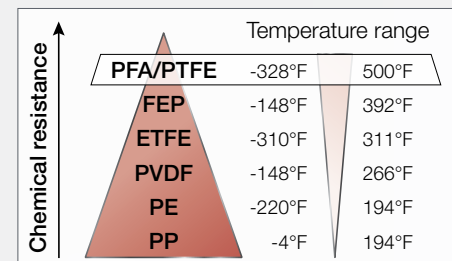 Temperature range
PFA/PTFE -328°F 500°F
FEP -148°F 392°F
ETFE -310°F 311°F
PVDF -148°F 266°F
PE -220°F 194°F
PP -4°F 194°F
Chemical resistance